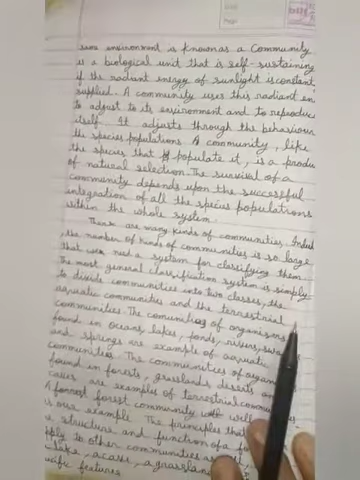 same environment is known as a Community
is a biological unit that is self-sustaining
if the radiant energy of sunlight is constant
supplied. A community uses this radiant en
to adjust to its environment and to reproduce
itself. It adjusts through the behaviour
the species populations. A community, like
the species that populate it, is a produ
of natural selection. The survival of a
community depends upon the successful
integration of all the species populations
within the whole system.
There are many kinds of communities. Indeed
, the number of kinds of communities is so large
that we need a system for classifying them.
The most general classification system is simply
to divide communities into two classes, the
aquatic communities and the terrestrial
communities. The communities of organisms
found in oceans, lakes, ponds, rivers,
and springs are example of aquatic
communities. The communities of organ
found in forests, grasslands, deserts an
caves are examples of terrestrial commu
A forest community will
is our example. The principles that
structure and function of a fo
to other communities as well,
lake, a cave, a grassland
features